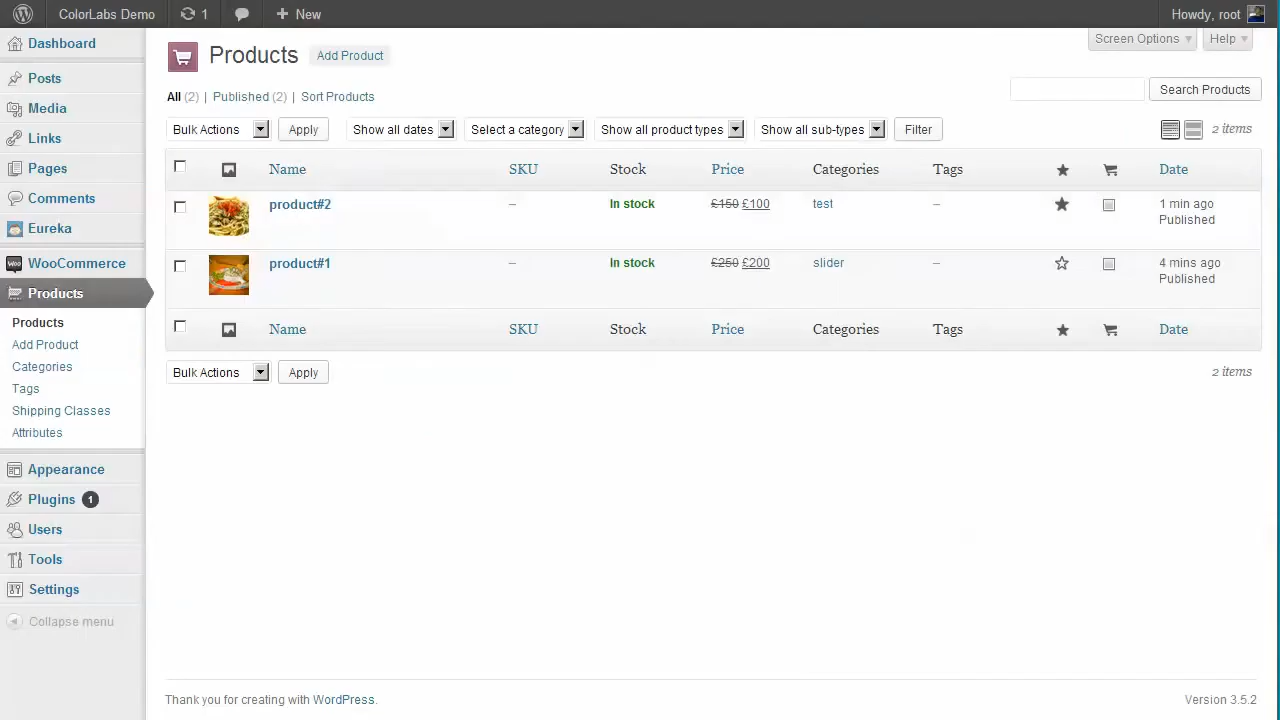 ColorLabs Demo 1 New Howdy, root
Screen Options Help
Dashboard
Posts
Media
Links
Pages
Comments
Eureka
WooCommerce
Products
Products
Add Product
Categories
Tags
Shipping Classes
Attributes
Appearance
Plugins 1
Users
Tools
Settings
Collapse menu
Products Add Product
All (2) | Published (2) | Sort Products
Search Products
Bulk Actions Apply Show all dates Select a category Show all product types Show all sub-types Filter 2 items
Name SKU Stock Price Categories Tags Date
product#2 – In stock £150 £100 test – 1 min ago
Published
product#1 – In stock £250 £200 slider – 4 mins ago
Published
Name SKU Stock Price Categories Tags Date
Bulk Actions Apply 2 items
Thank you for creating with WordPress. Version 3.5.2